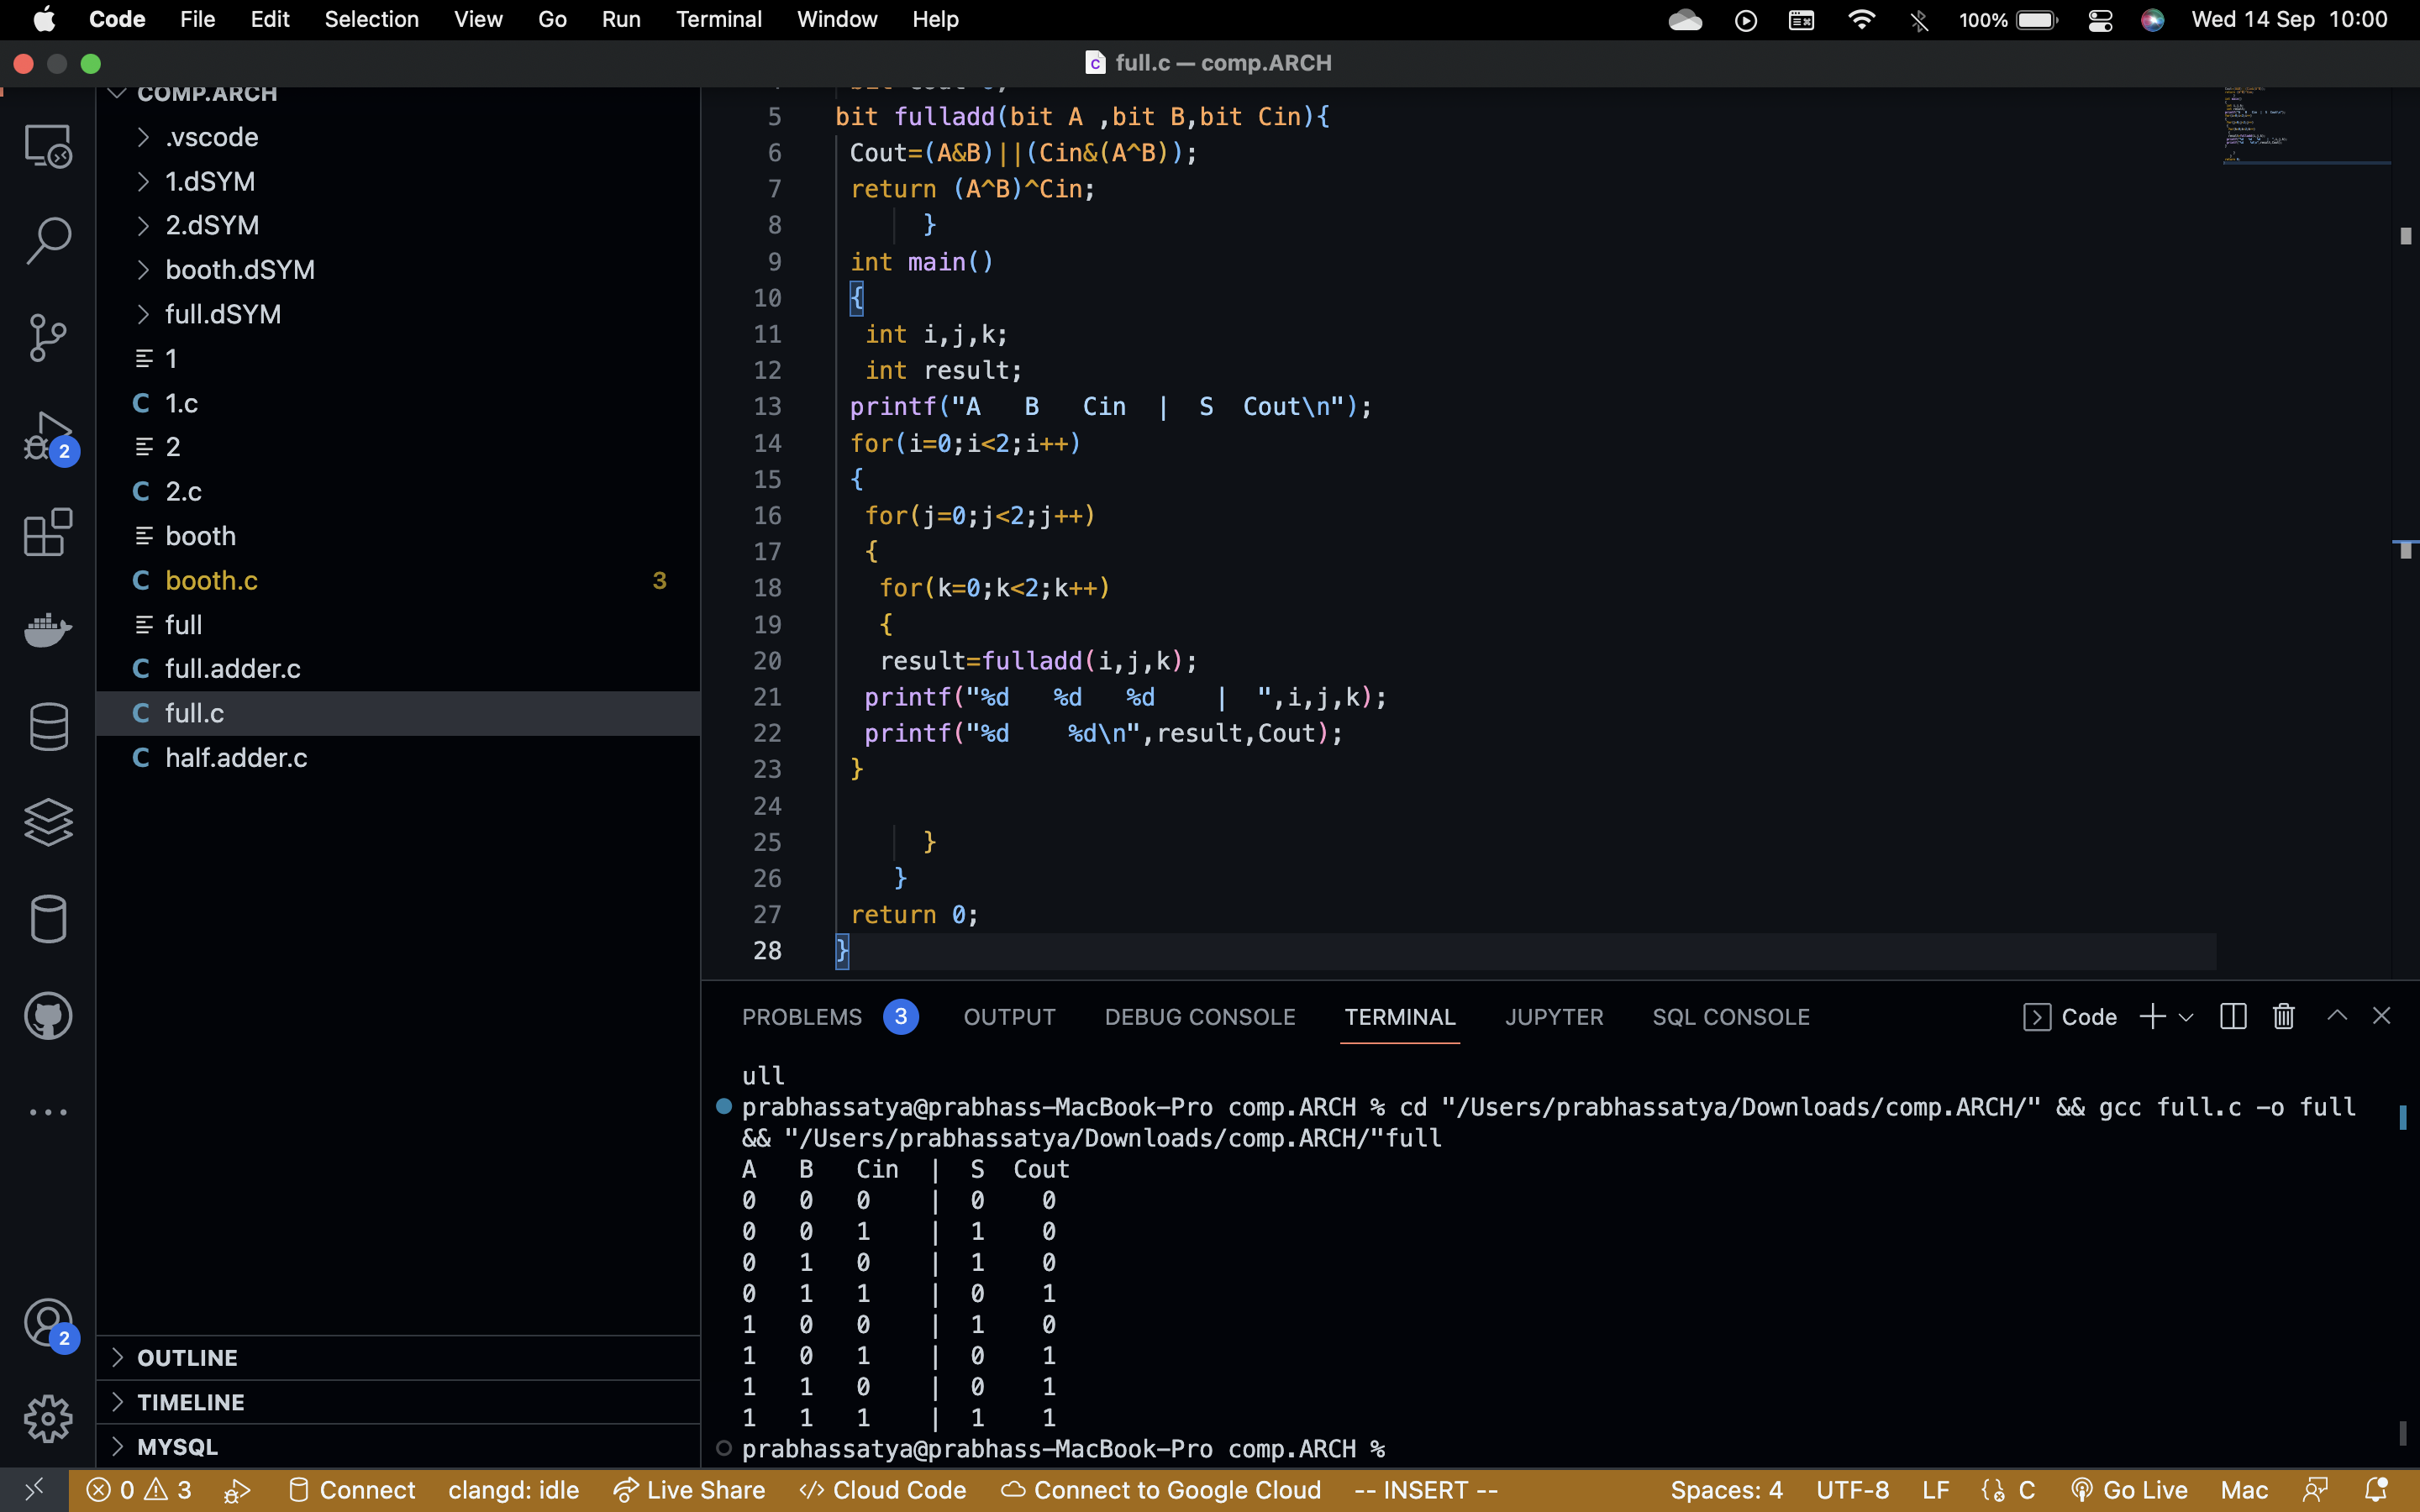 Code File Edit Selection View Go Run Terminal Window Help 100% Wed 14 Sep 10:00
full.c — comp.ARCH
COMP.ARCH
.vscode
1.dSYM
2.dSYM
booth.dSYM
full.dSYM
1
C 1.c
2
C 2.c
booth
C booth.c 3
full
C full.adder.c
C full.c
C half.adder.c
OUTLINE
TIMELINE
MYSQL
2
2
5 bit fulladd(bit A ,bit B,bit Cin){
6 Cout=(A&B)||(Cin&(A^B));
7 return (A^B)^Cin;
8 }
9 int main()
10 {
11 int i,j,k;
12 int result;
13 printf("A   B   Cin  |  S  Cout\n");
14 for(i=0;i<2;i++)
15 {
16 for(j=0;j<2;j++)
17 {
18 for(k=0;k<2;k++)
19 {
20 result=fulladd(i,j,k);
21 printf("%d   %d   %d    |  ",i,j,k);
22 printf("%d    %d\n",result,Cout);
23 }
24
25 }
26 }
27 return 0;
28 }
PROBLEMS 3 OUTPUT DEBUG CONSOLE TERMINAL JUPYTER SQL CONSOLE Code
ull
prabhassatya@prabhass-MacBook-Pro comp.ARCH % cd "/Users/prabhassatya/Downloads/comp.ARCH/" && gcc full.c -o full
&& "/Users/prabhassatya/Downloads/comp.ARCH/"full
A   B   Cin  |  S  Cout
0   0   0    |  0    0
0   0   1    |  1    0
0   1   0    |  1    0
0   1   1    |  0    1
1   0   0    |  1    0
1   0   1    |  0    1
1   1   0    |  0    1
1   1   1    |  1    1
prabhassatya@prabhass-MacBook-Pro comp.ARCH %
0 3 Connect clangd: idle Live Share Cloud Code Connect to Google Cloud -- INSERT -- Spaces: 4 UTF-8 LF C Go Live Mac